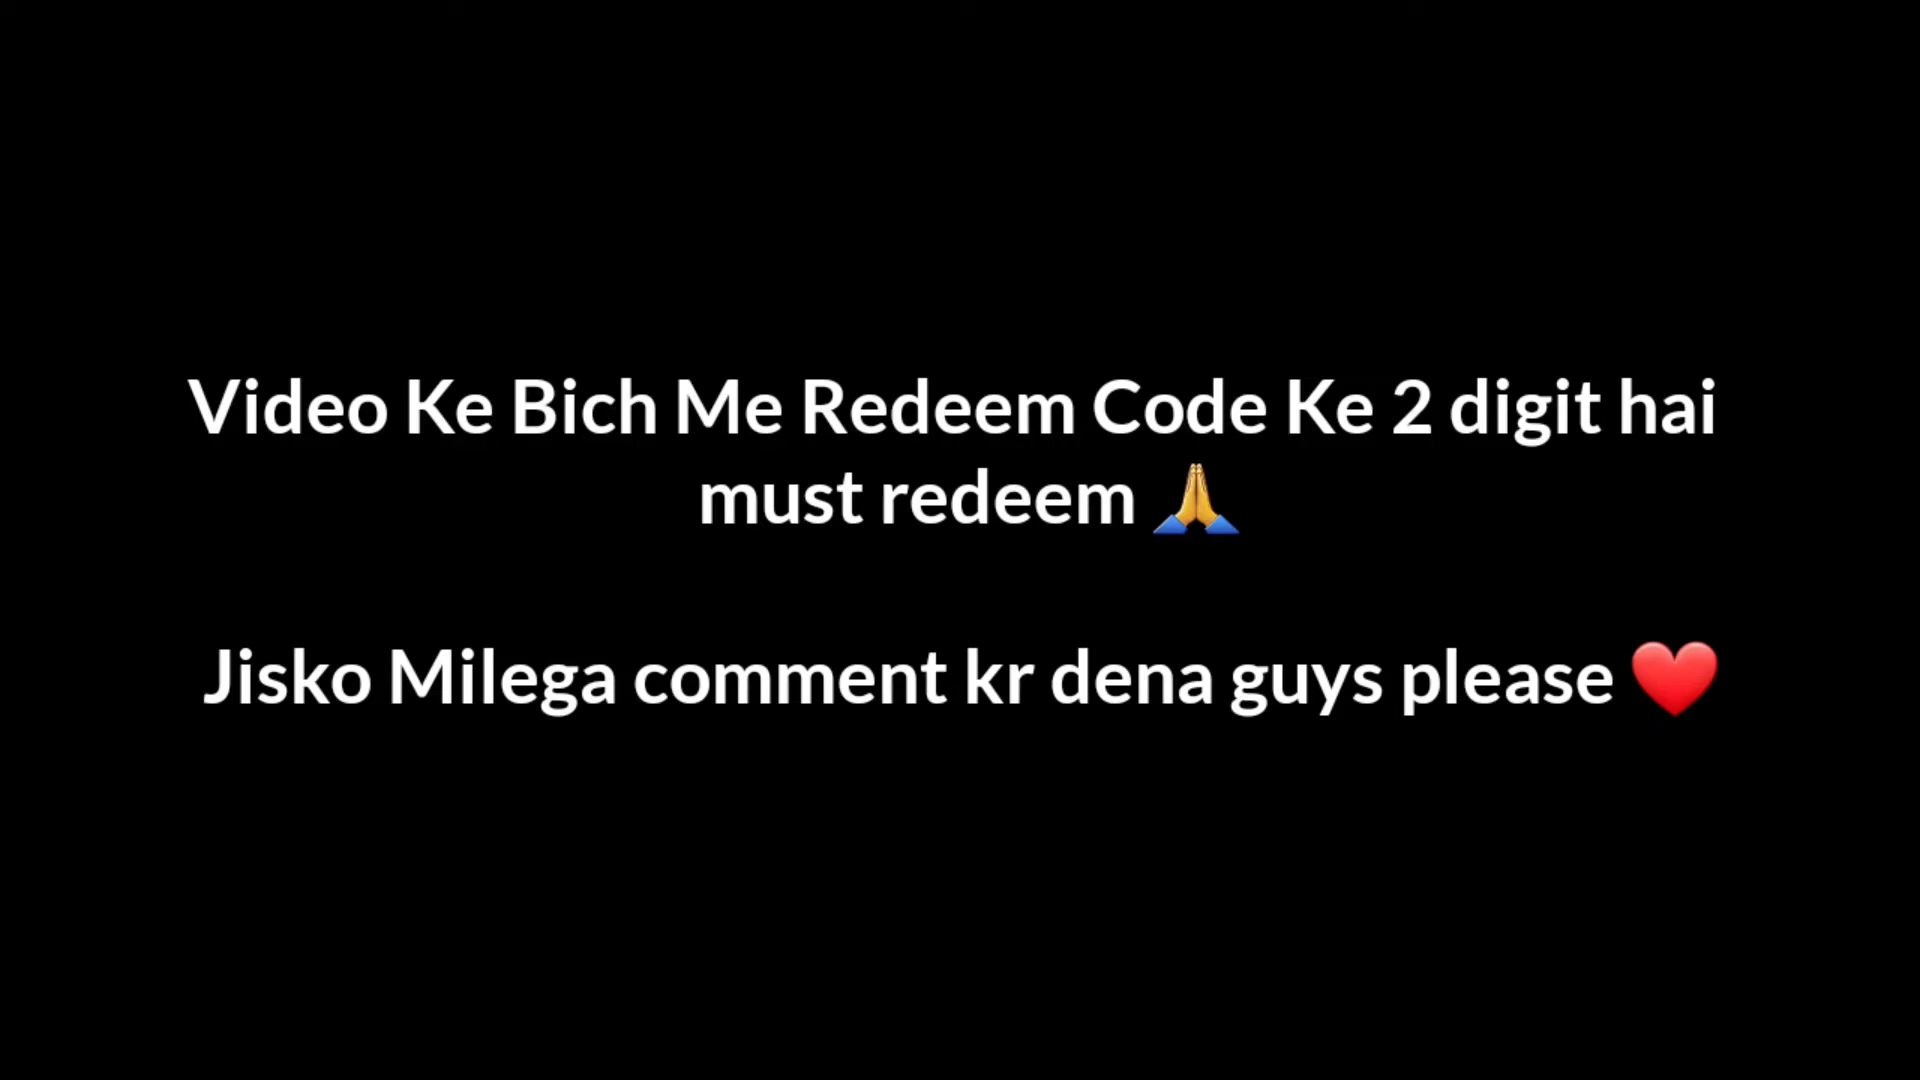 Video Ke Bich Me Redeem Code Ke 2 digit hai
must redeem 🙏
Jisko Milega comment kr dena guys please ❤️